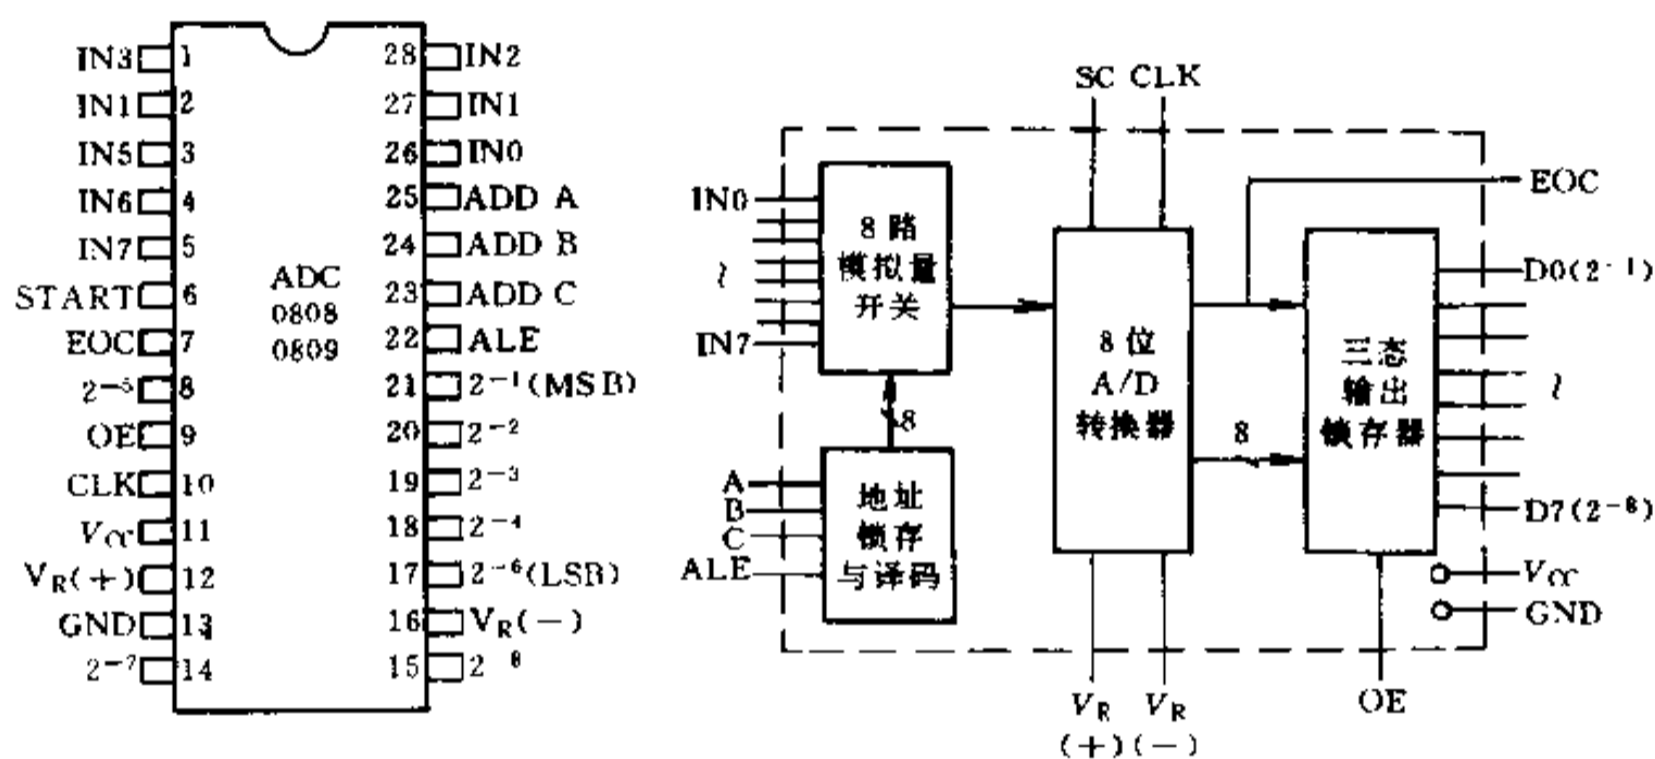 IN3 1 28 IN2
IN1 2 27 IN1
IN5 3 26 IN0
IN6 4 25 ADD A
IN7 5 24 ADD B
START 6 23 ADD C
EOC 7 22 ALE
2⁻⁵ 8 21 2⁻¹(MSB)
OE 9 20 2⁻²
CLK 10 19 2⁻³
Vcc 11 18 2⁻⁴
VR(+) 12 17 2⁻⁶(LSB)
GND 13 16 VR(−)
2⁻⁷ 14 15 2⁻⁸
ADC
0808
0809
SC CLK
IN0
~
IN7
8路
模拟量
开关
8
A
B
C
ALE
地址
锁存
与译码
8位
A/D
转换器
8
三态
输出
锁存器
EOC
D0(2⁻¹)
~
D7(2⁻⁸)
Vcc
GND
VR VR
(+)(−)
OE